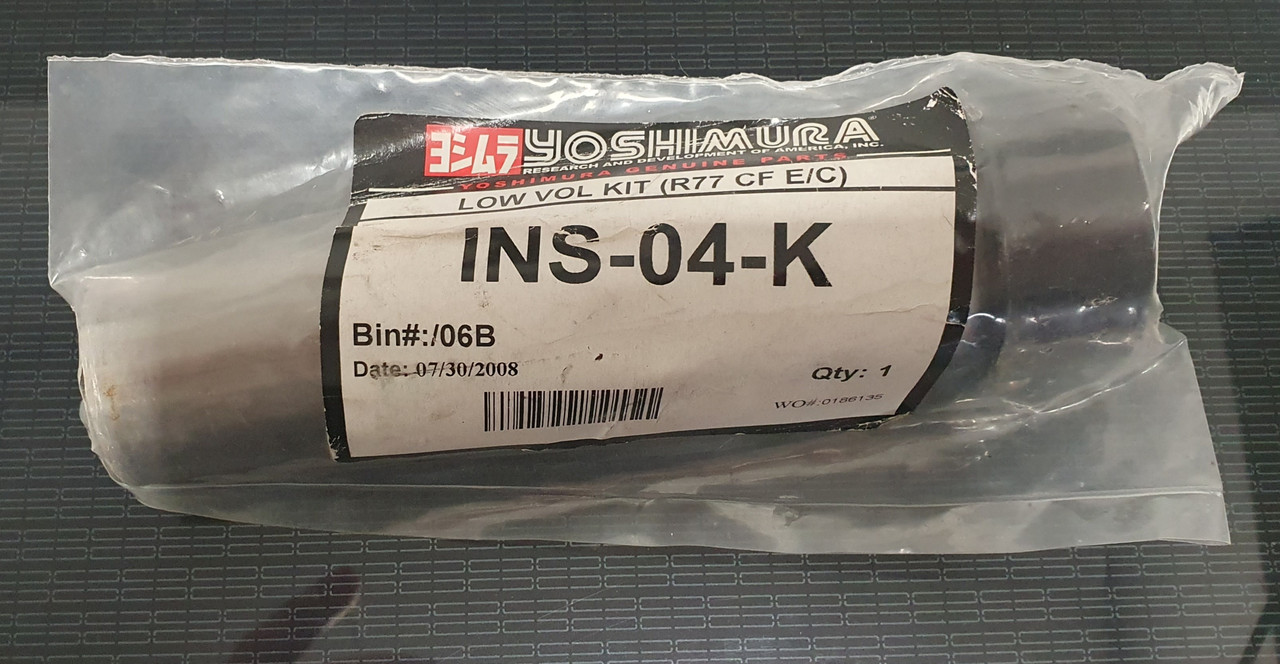 ヨシムラ YOSHIMURA
RESEARCH AND DEVELOPMENT OF AMERICA, INC.
YOSHIMURA GENUINE PARTS
LOW VOL KIT (R77 CF E/C)
INS-04-K
Bin#:/06B
Date: 07/30/2008
Qty: 1
WO#:0186135